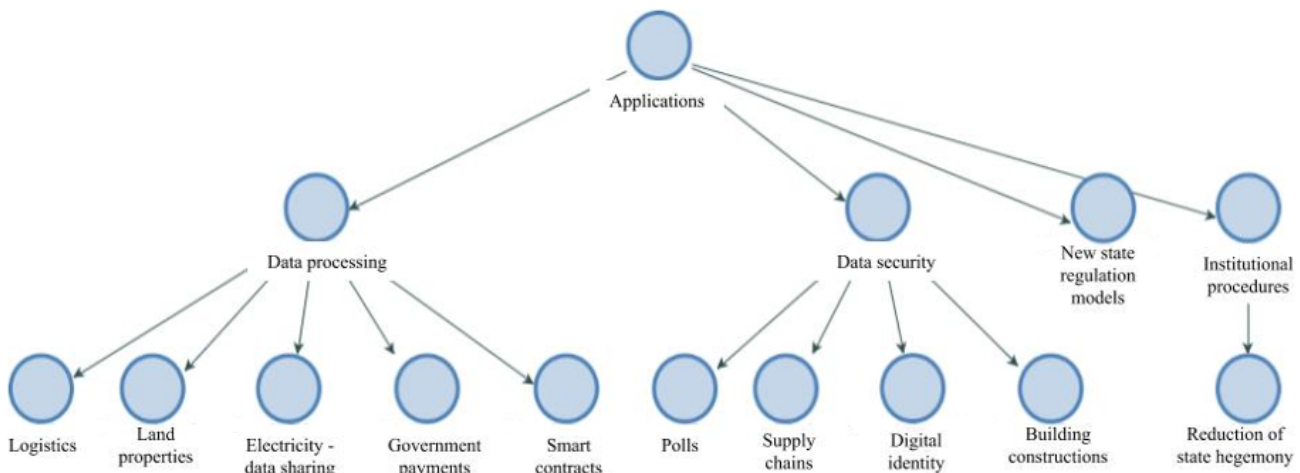 Applications
Data processing
Data security
New state
regulation
models
Institutional
procedures
Logistics
Land
properties
Electricity -
data sharing
Government
payments
Smart
contracts
Polls
Supply
chains
Digital
identity
Building
constructions
Reduction of
state hegemony